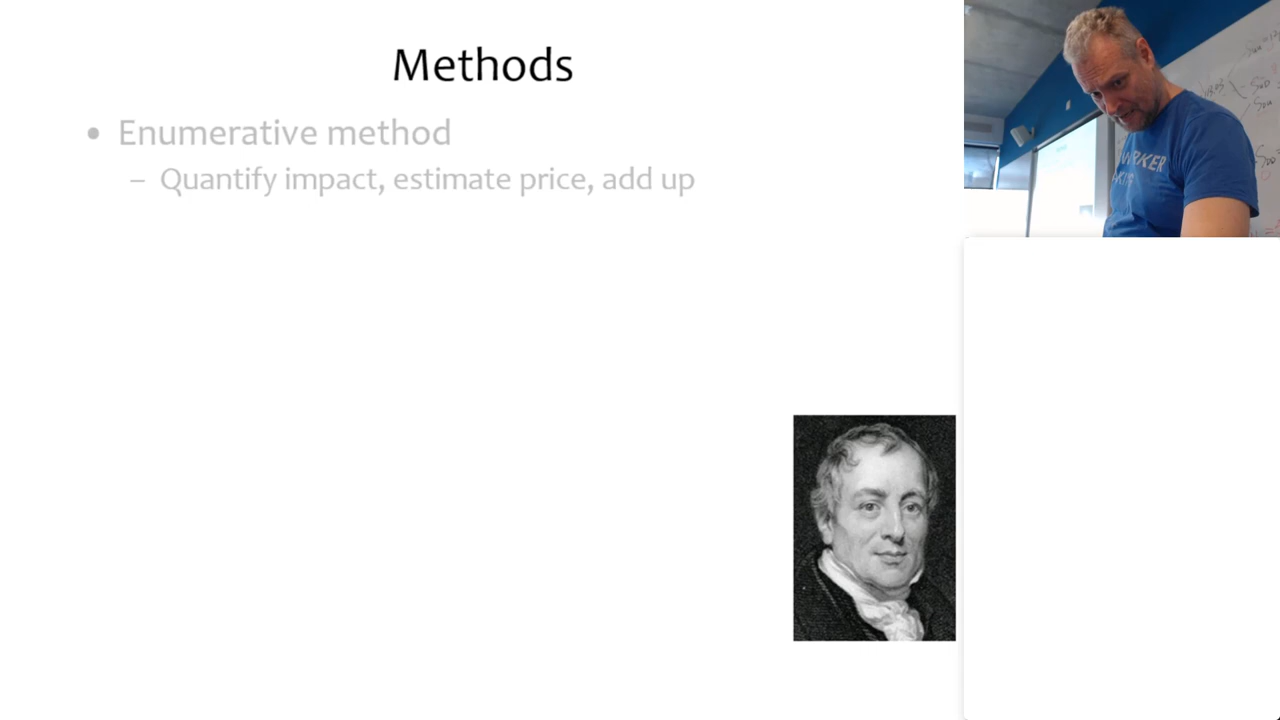 Methods
• Enumerative method
– Quantify impact, estimate price, add up